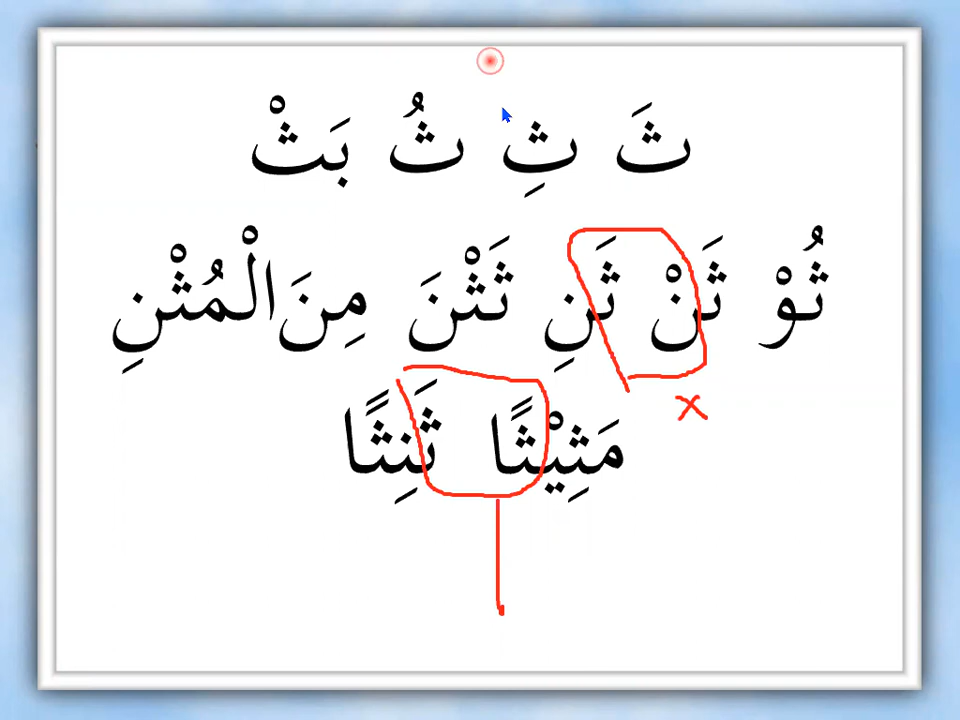 ثَ ثِ ثُ بَثْ
ثُوْ ثَنْ ثَنِ ثَثْنَ مِنَ الْمُثْنِ
مَثِيْثًا ثَنِثًا
x